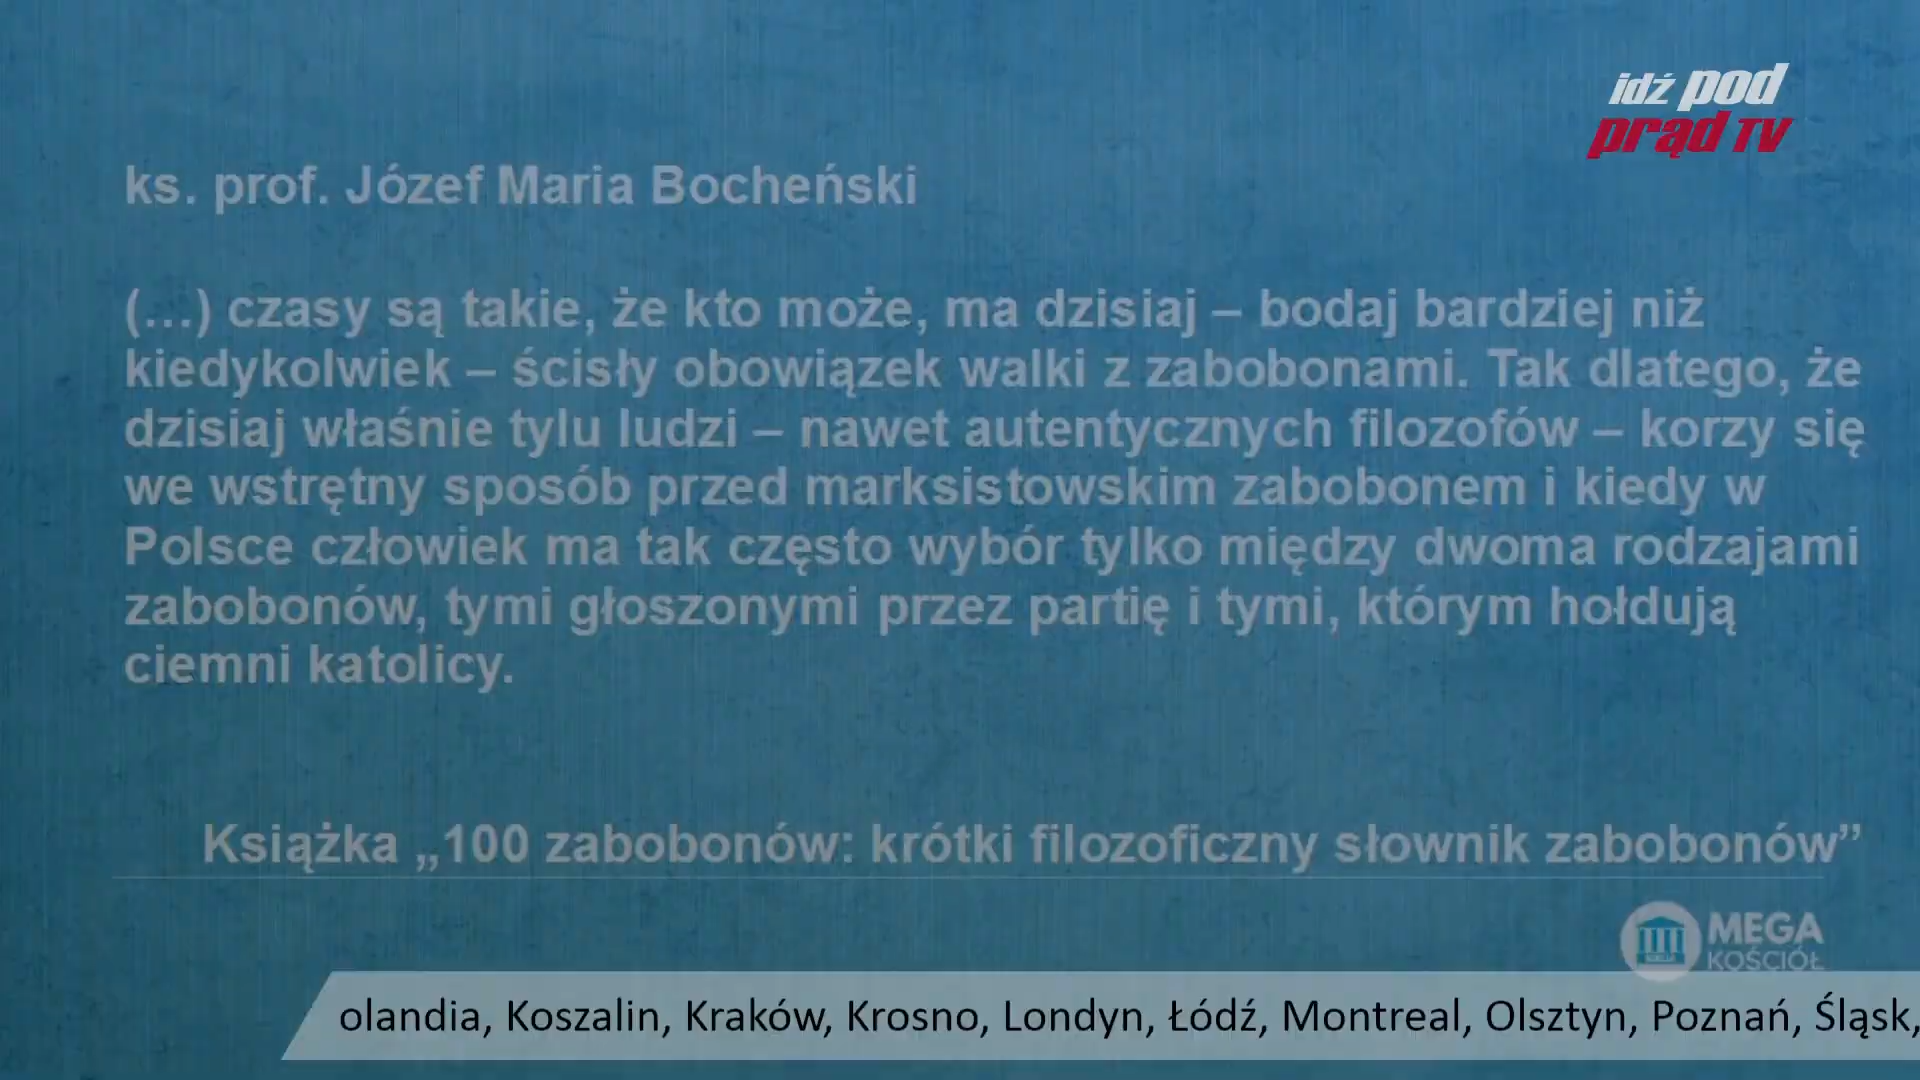 idź pod
prąd TV
ks. prof. Józef Maria Bocheński
(...) czasy są takie, że kto może, ma dzisiaj – bodaj bardziej niż
kiedykolwiek – ścisły obowiązek walki z zabobonami. Tak dlatego, że
dzisiaj właśnie tylu ludzi – nawet autentycznych filozofów – korzy się
we wstrętny sposób przed marksistowskim zabobonem i kiedy w
Polsce człowiek ma tak często wybór tylko między dwoma rodzajami
zabobonów, tymi głoszonymi przez partię i tymi, którym hołdują
ciemni katolicy.
Książka „100 zabobonów: krótki filozoficzny słownik zabobonów”
MEGA
KOŚCIÓŁ
olandia, Koszalin, Kraków, Krosno, Londyn, Łódź, Montreal, Olsztyn, Poznań, Śląsk,